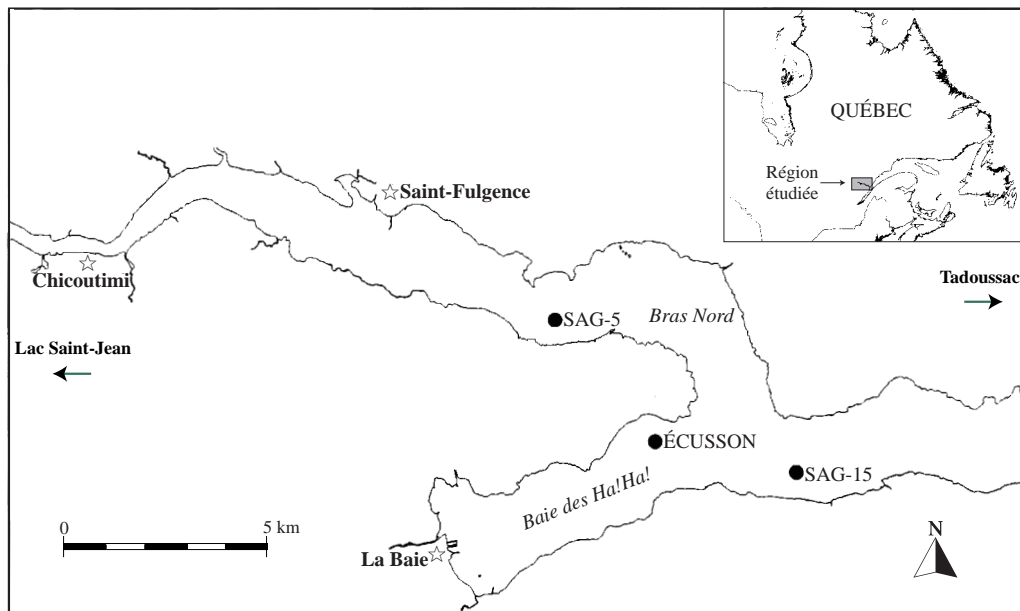 QUÉBEC
Région
étudiée
Saint-Fulgence
Chicoutimi
Tadoussac
SAG-5
Bras Nord
Lac Saint-Jean
ÉCUSSON
SAG-15
Baie des Ha!Ha!
0
5 km
N
La Baie